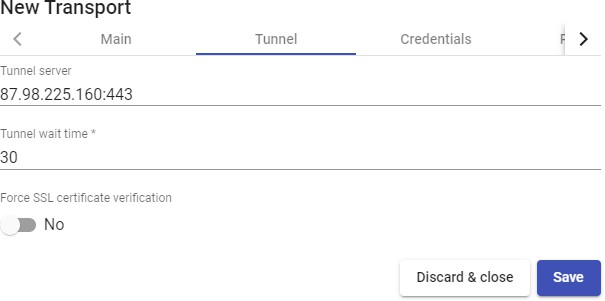 New Transport
Main Tunnel Credentials
Tunnel server
87.98.225.160:443
Tunnel wait time *
30
Force SSL certificate verification
No
Discard & close Save